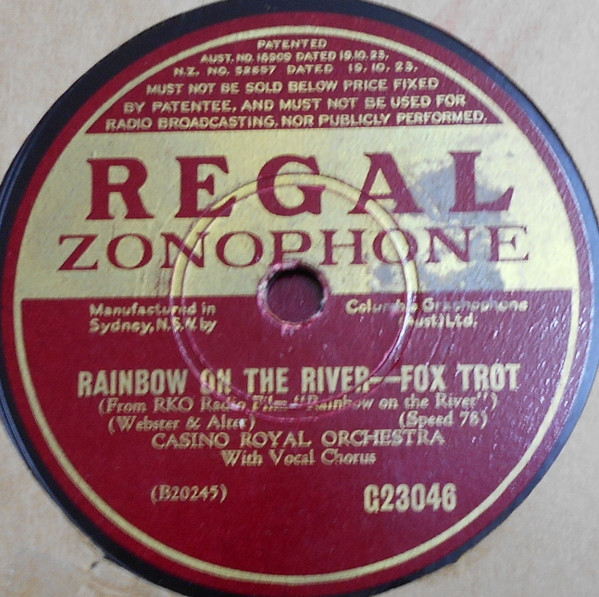 PATENTED
AUST. NO. 16909 DATED 19.10.23.
N.Z. NO. 52657 DATED 19.10.23.
MUST NOT BE SOLD BELOW PRICE FIXED
BY PATENTEE, AND MUST NOT BE USED FOR
RADIO BROADCASTING, NOR PUBLICLY PERFORMED.
REGAL
ZONOPHONE
Manufactured in Columbia Graphophone
Sydney, N.S.W. by (Aust) Ltd.
RAINBOW ON THE RIVER--FOX TROT
(From RKO Radio Film "Rainbow on the River")
(Webster & Alter) (Speed 78)
CASINO ROYAL ORCHESTRA
With Vocal Chorus
(B20245) G23046